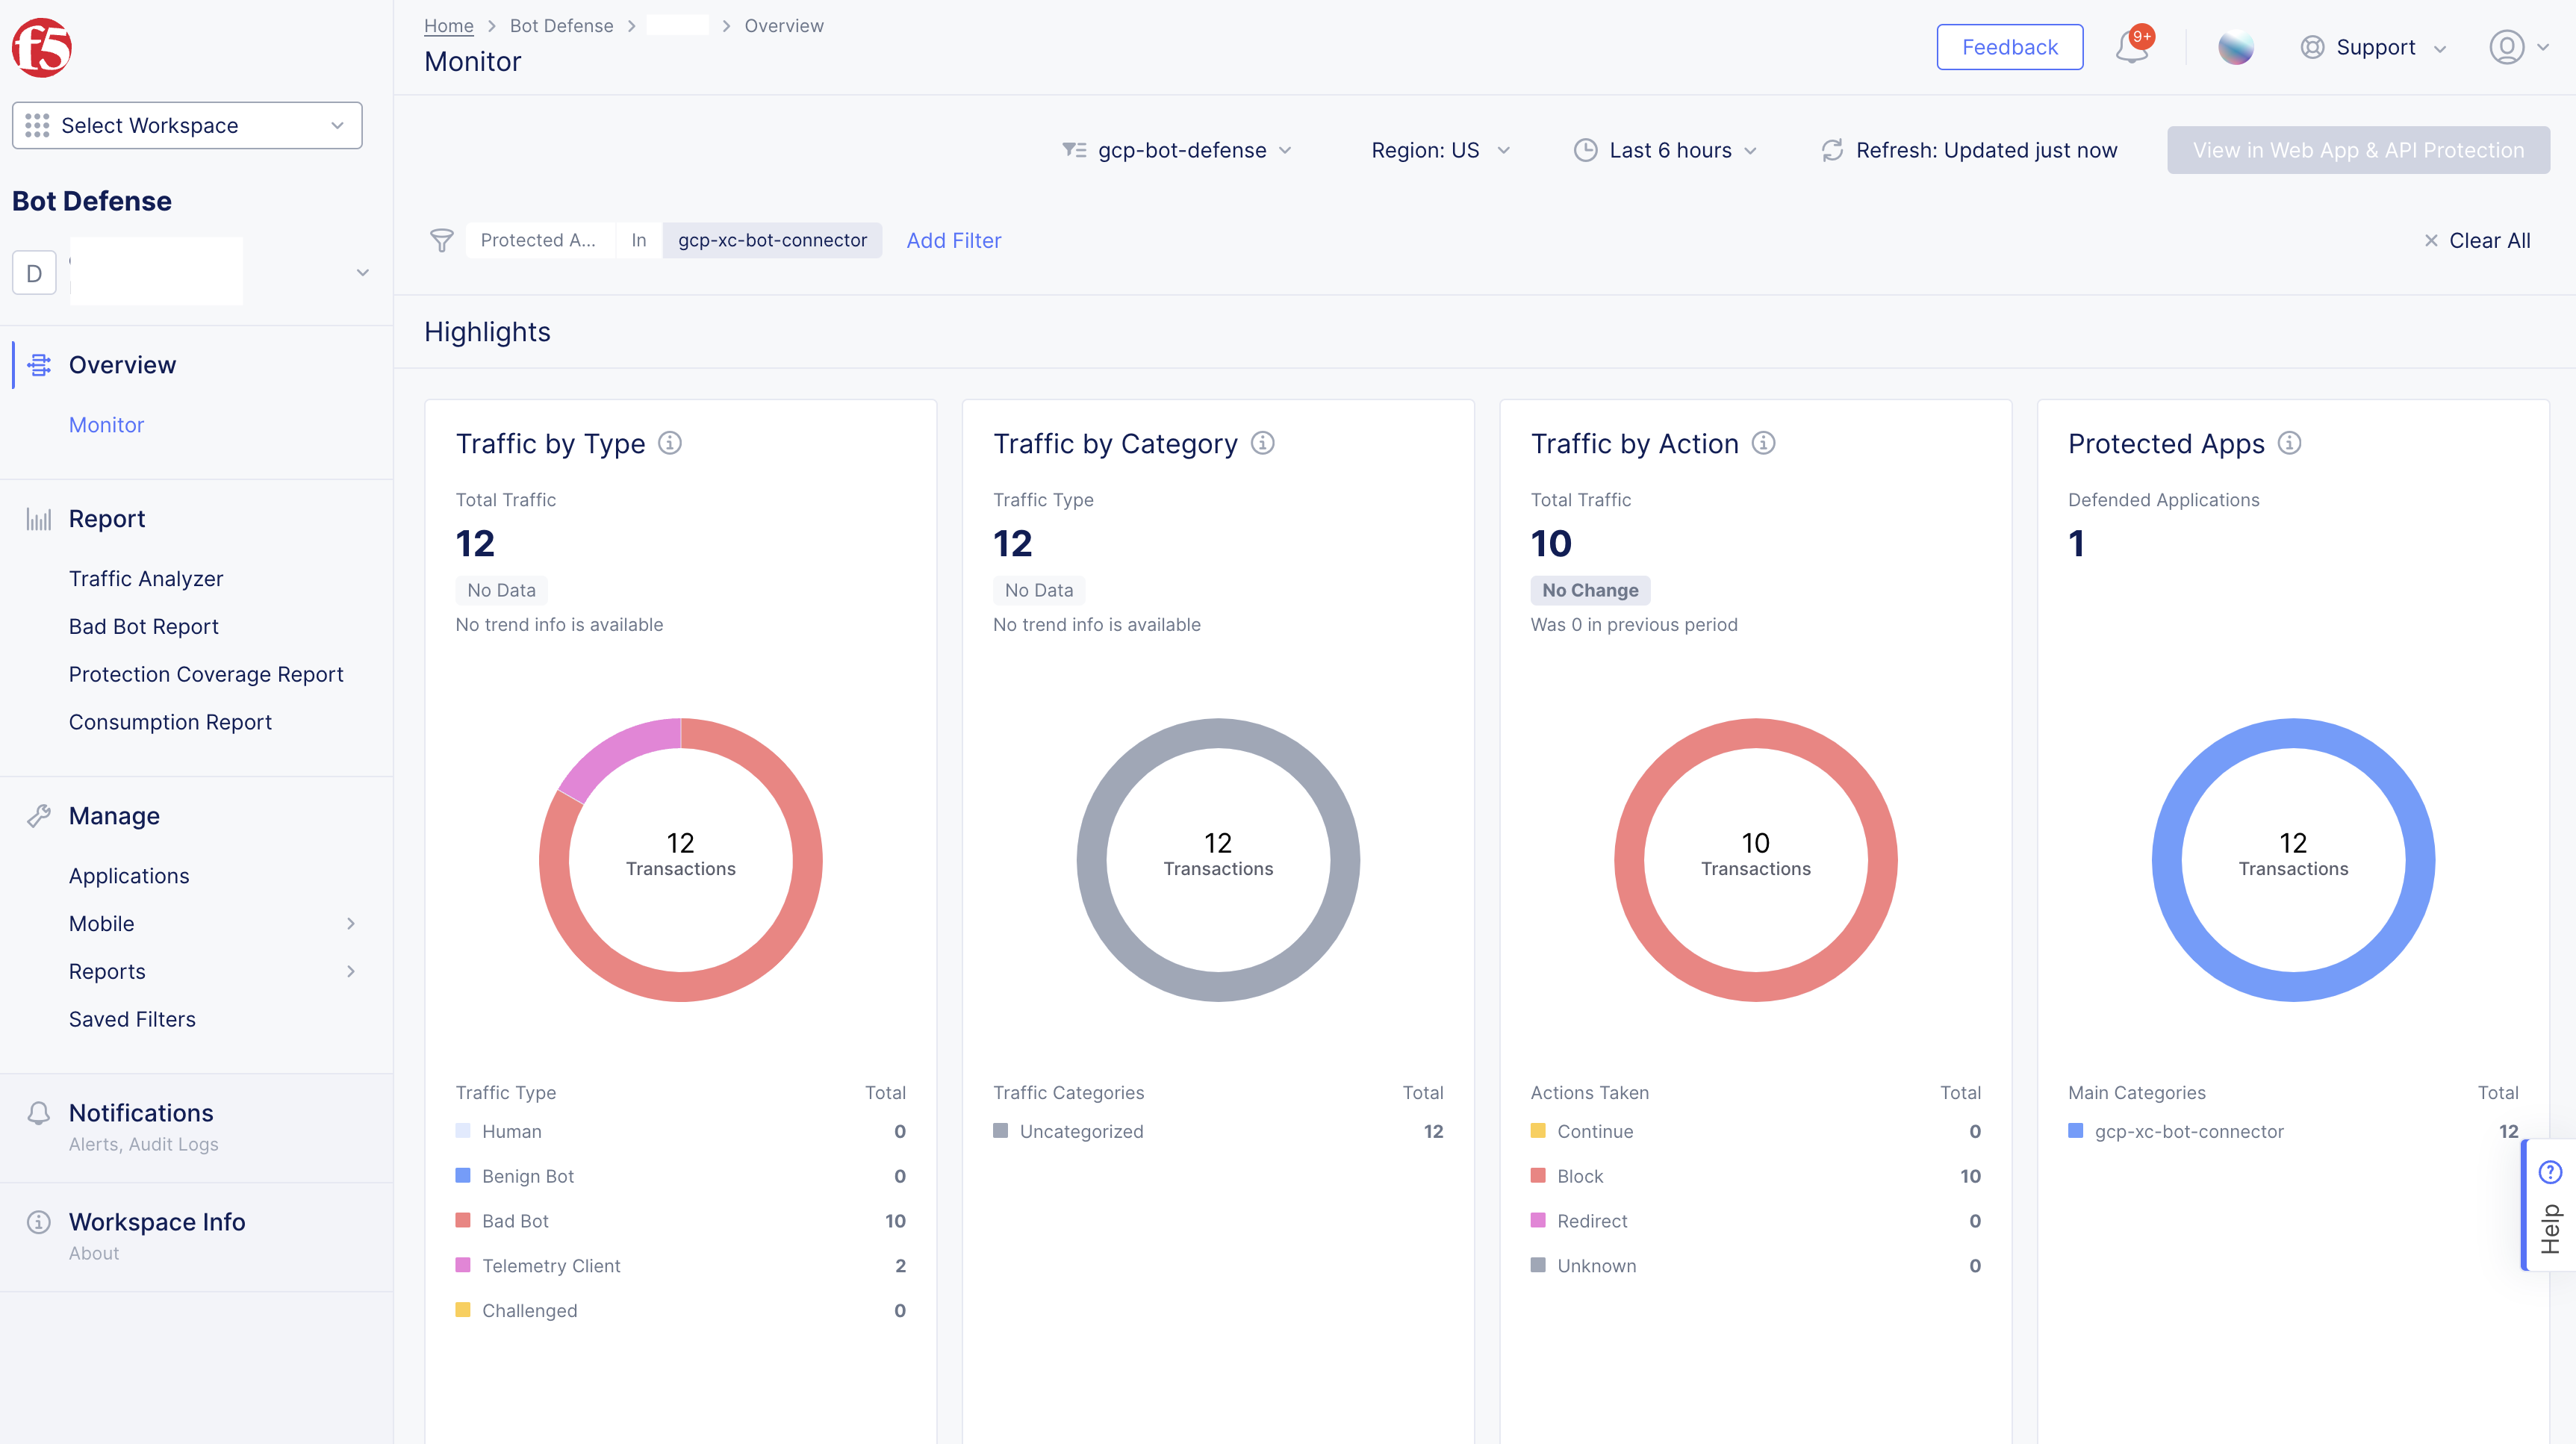 f5
Select Workspace
Bot Defense
D
Overview
Monitor
Report
Traffic Analyzer
Bad Bot Report
Protection Coverage Report
Consumption Report
Manage
Applications
Mobile
Reports
Saved Filters
Notifications
Alerts, Audit Logs
Workspace Info
About
Home > Bot Defense > > Overview
Monitor
Feedback
9+
Support
gcp-bot-defense
Region: US
Last 6 hours
Refresh: Updated just now
View in Web App & API Protection
Protected A... In gcp-xc-bot-connector Add Filter
Clear All
Highlights
Traffic by Type
Total Traffic
12
No Data
No trend info is available
12
Transactions
Traffic Type Total
Human 0
Benign Bot 0
Bad Bot 10
Telemetry Client 2
Challenged 0
Traffic by Category
Traffic Type
12
No Data
No trend info is available
12
Transactions
Traffic Categories Total
Uncategorized 12
Traffic by Action
Total Traffic
10
No Change
Was 0 in previous period
10
Transactions
Actions Taken Total
Continue 0
Block 10
Redirect 0
Unknown 0
Protected Apps
Defended Applications
1
12
Transactions
Main Categories Total
gcp-xc-bot-connector 12
Help